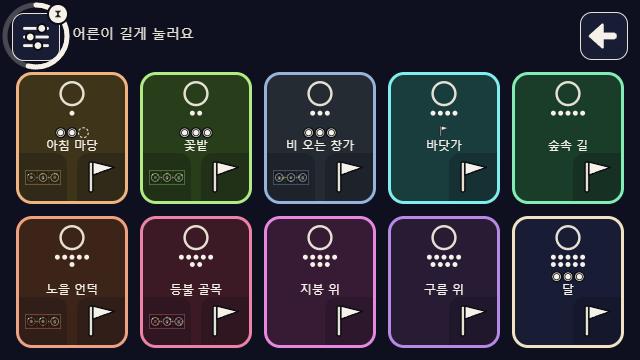 어른이 길게 눌러요
아침 마당
꽃밭
비 오는 창가
바닷가
숲속 길
노을 언덕
등불 골목
지붕 위
구름 위
달